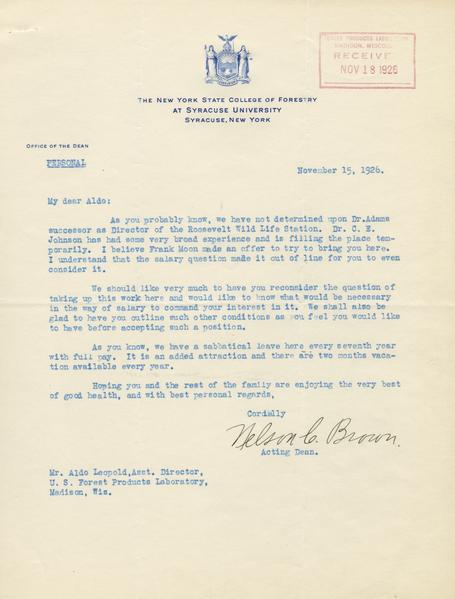 FOREST PRODUCTS LABORATORY
MADISON, WISCONSIN
RECEIVE
NOV 18 1926
THE NEW YORK STATE COLLEGE OF FORESTRY
AT SYRACUSE UNIVERSITY
SYRACUSE, NEW YORK
OFFICE OF THE DEAN
PERSONAL
November 15, 1926.
My dear Aldo:
As you probably know, we have not determined upon Dr.Adams
successor as Director of the Roosevelt Wild Life Station. Dr. C. E.
Johnson has had some very broad experience and is filling the place tem-
porarily. I believe Frank Moon made an offer to try to bring you here.
I understand that the salary question made it out of line for you to even
consider it.
We should like very much to have you reconsider the question of
taking up this work here and would like to know what would be necessary
in the way of salary to command your interest in it. We shall also be
glad to have you outline such other conditions as you feel you would like
to have before accepting such a position.
As you know, we have a sabbatical leave here every seventh year
with full pay. It is an added attraction and there are two months vaca-
tion available every year.
Hoping you and the rest of the family are enjoying the very best
of good health, and with best personal regards,
Cordially
Nelson C. Brown.
Acting Dean.
Mr. Aldo Leopold,Asst. Director,
U. S. Forest Products Laboratory,
Madison, Wis.